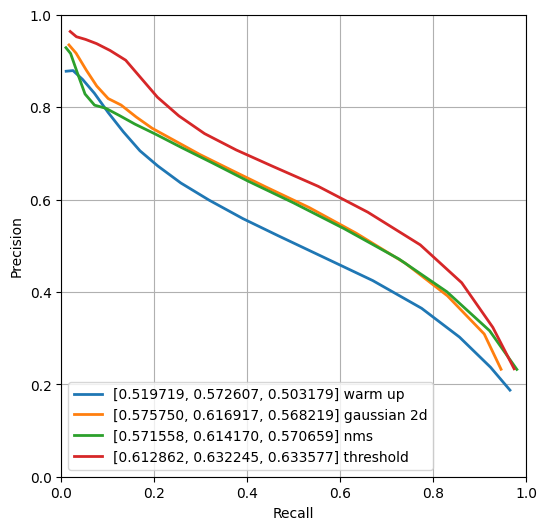 1.0
0.8
0.6
0.4
0.2
0.0
Precision
[0.519719, 0.572607, 0.503179] warm up
[0.575750, 0.616917, 0.568219] gaussian 2d
[0.571558, 0.614170, 0.570659] nms
[0.612862, 0.632245, 0.633577] threshold
0.0 0.2 0.4 0.6 0.8 1.0
Recall